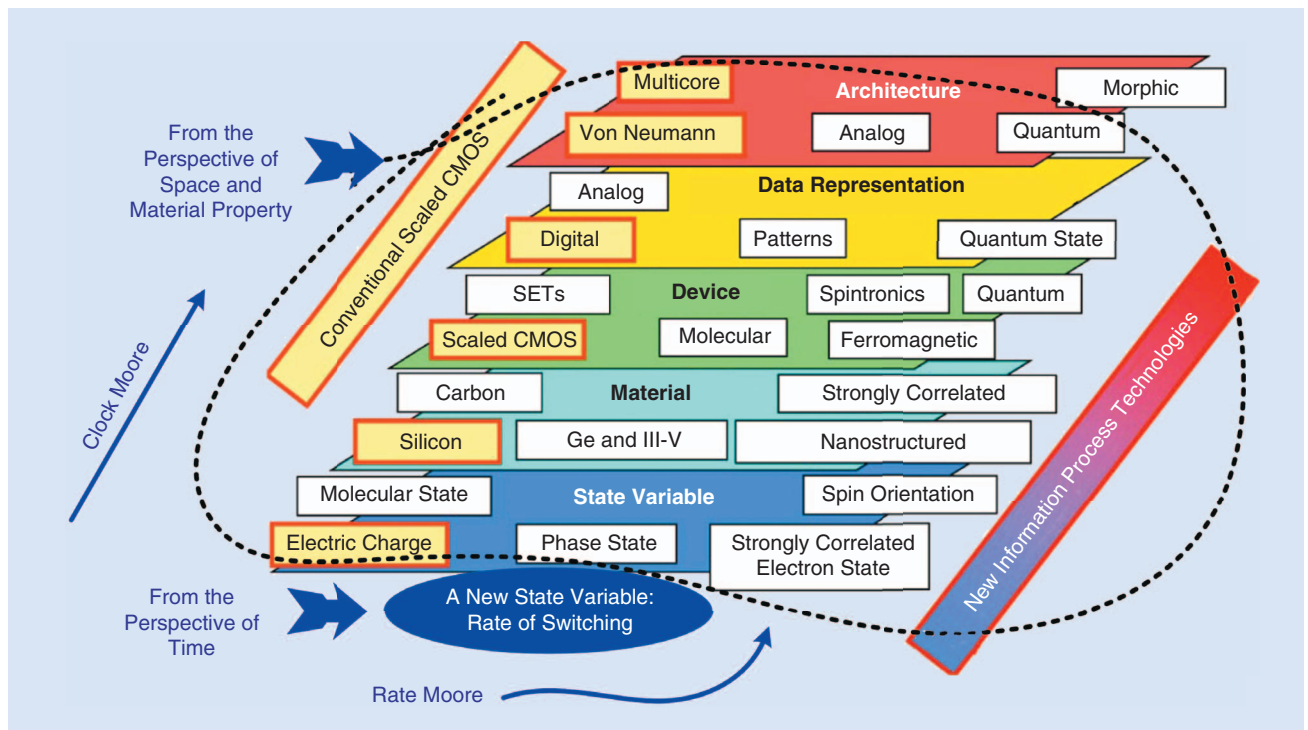 Multicore
Architecture
Morphic
Von Neumann
Analog
Quantum
From the
Perspective of
Space and
Material Property
Conventional Scaled CMOS
Analog
Data Representation
Digital
Patterns
Quantum State
SETs
Device
Spintronics
Quantum
Scaled CMOS
Molecular
Ferromagnetic
Clock Moore
Carbon
Material
Strongly Correlated
Silicon
Ge and III-V
Nanostructured
New Information Process Technologies
Molecular State
State Variable
Spin Orientation
Electric Charge
Phase State
Strongly Correlated
Electron State
From the
Perspective of
Time
A New State Variable:
Rate of Switching
Rate Moore